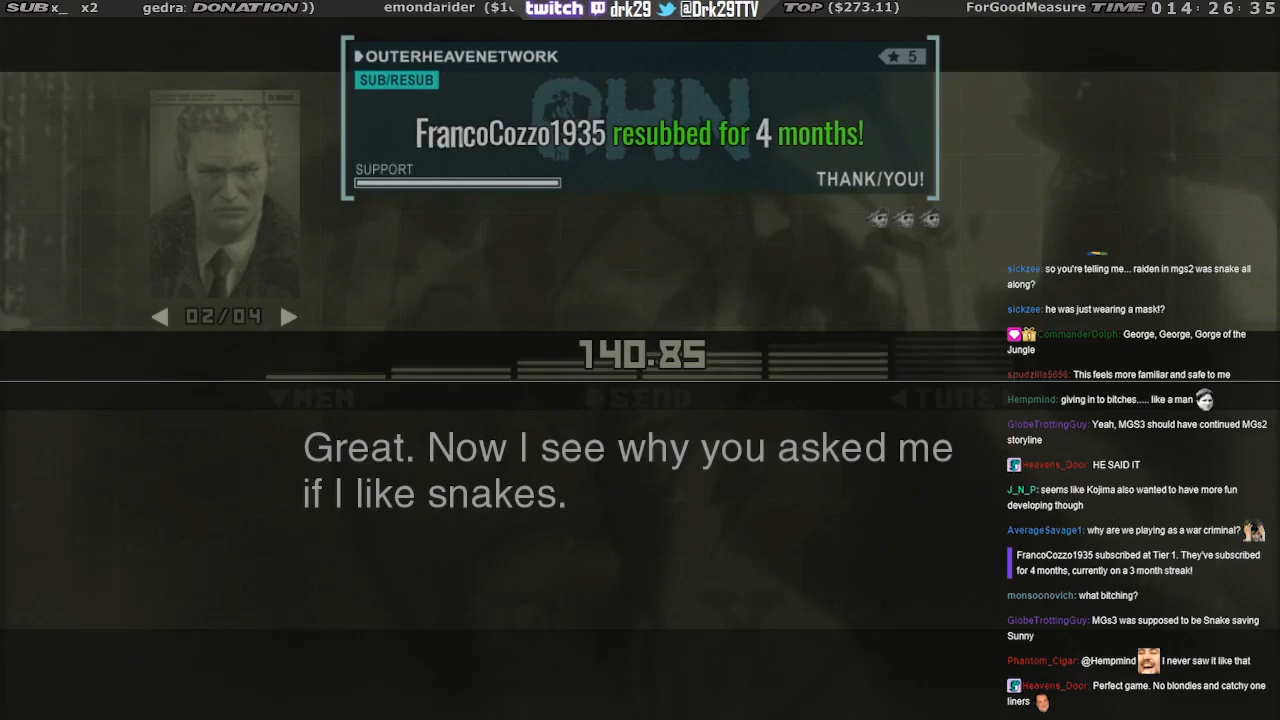 SUB x_ x2 gedra: DONATION )) emondarider ($1 twitch drk29 @Drk29TTV TOP ($273.11) ForGoodMeasure TIME 014:26:35
OUTERHEAVENETWORK
★ 5
SUB/RESUB
OHN
FrancoCozzo1935 resubbed for 4 months!
SUPPORT
THANK/YOU!
02/04
140.85
MEM SEND TUNE
Great. Now I see why you asked me
if I like snakes.
sickzee: so you're telling me... raiden in mgs2 was snake all
along?
sickzee: he was just wearing a mask!?
CommanderDolph: George, George, Gorge of the
Jungle
spudzilla5656: This feels more familiar and safe to me
Hempmind: giving in to bitches..... like a man
GlobeTrottingGuy: Yeah, MGS3 should have continued MGs2
storyline
Heavens_Door: HE SAID IT
J_N_P: seems like Kojima also wanted to have more fun
developing though
AverageSavage1: why are we playing as a war criminal?
FrancoCozzo1935 subscribed at Tier 1. They've subscribed
for 4 months, currently on a 3 month streak!
monsoonovich: what bitching?
GlobeTrottingGuy: MGs3 was supposed to be Snake saving
Sunny
Phantom_Cigar: @Hempmind I never saw it like that
Heavens_Door: Perfect game. No blondies and catchy one
liners